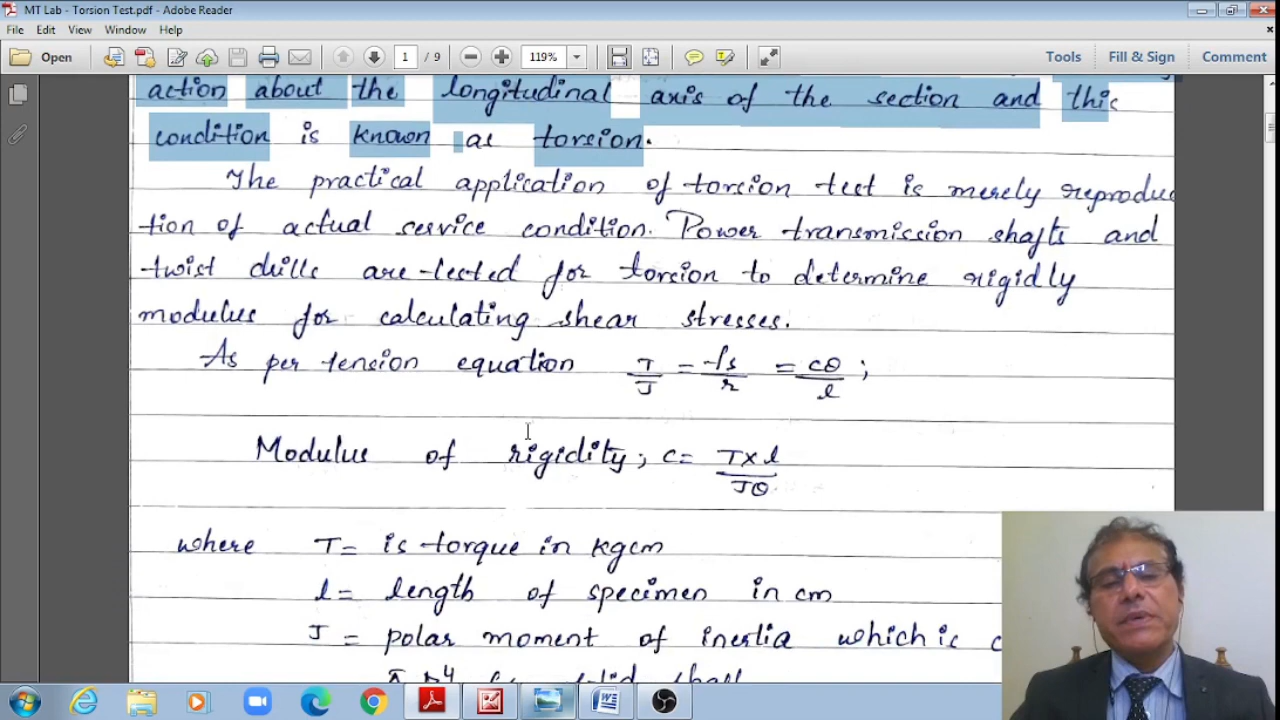 MT Lab - Torsion Test.pdf - Adobe Reader
File Edit View Window Help
Open 1 / 9 119% Tools Fill & Sign Comment
action about the longitudinal axis of the section and this
condition is known as torsion.
The practical application of torsion test is merely reproduc
tion of actual service condition. Power transmission shafts and
twist drills are tested for torsion to determine rigidly
modulus for calculating shear stresses.
As per tension equation T/J = fs/r = cθ/l ;
Modulus of rigidity; c = T×l/Jθ
where T= is torque in kgcm
l = length of specimen in cm
J = polar moment of inertia which is